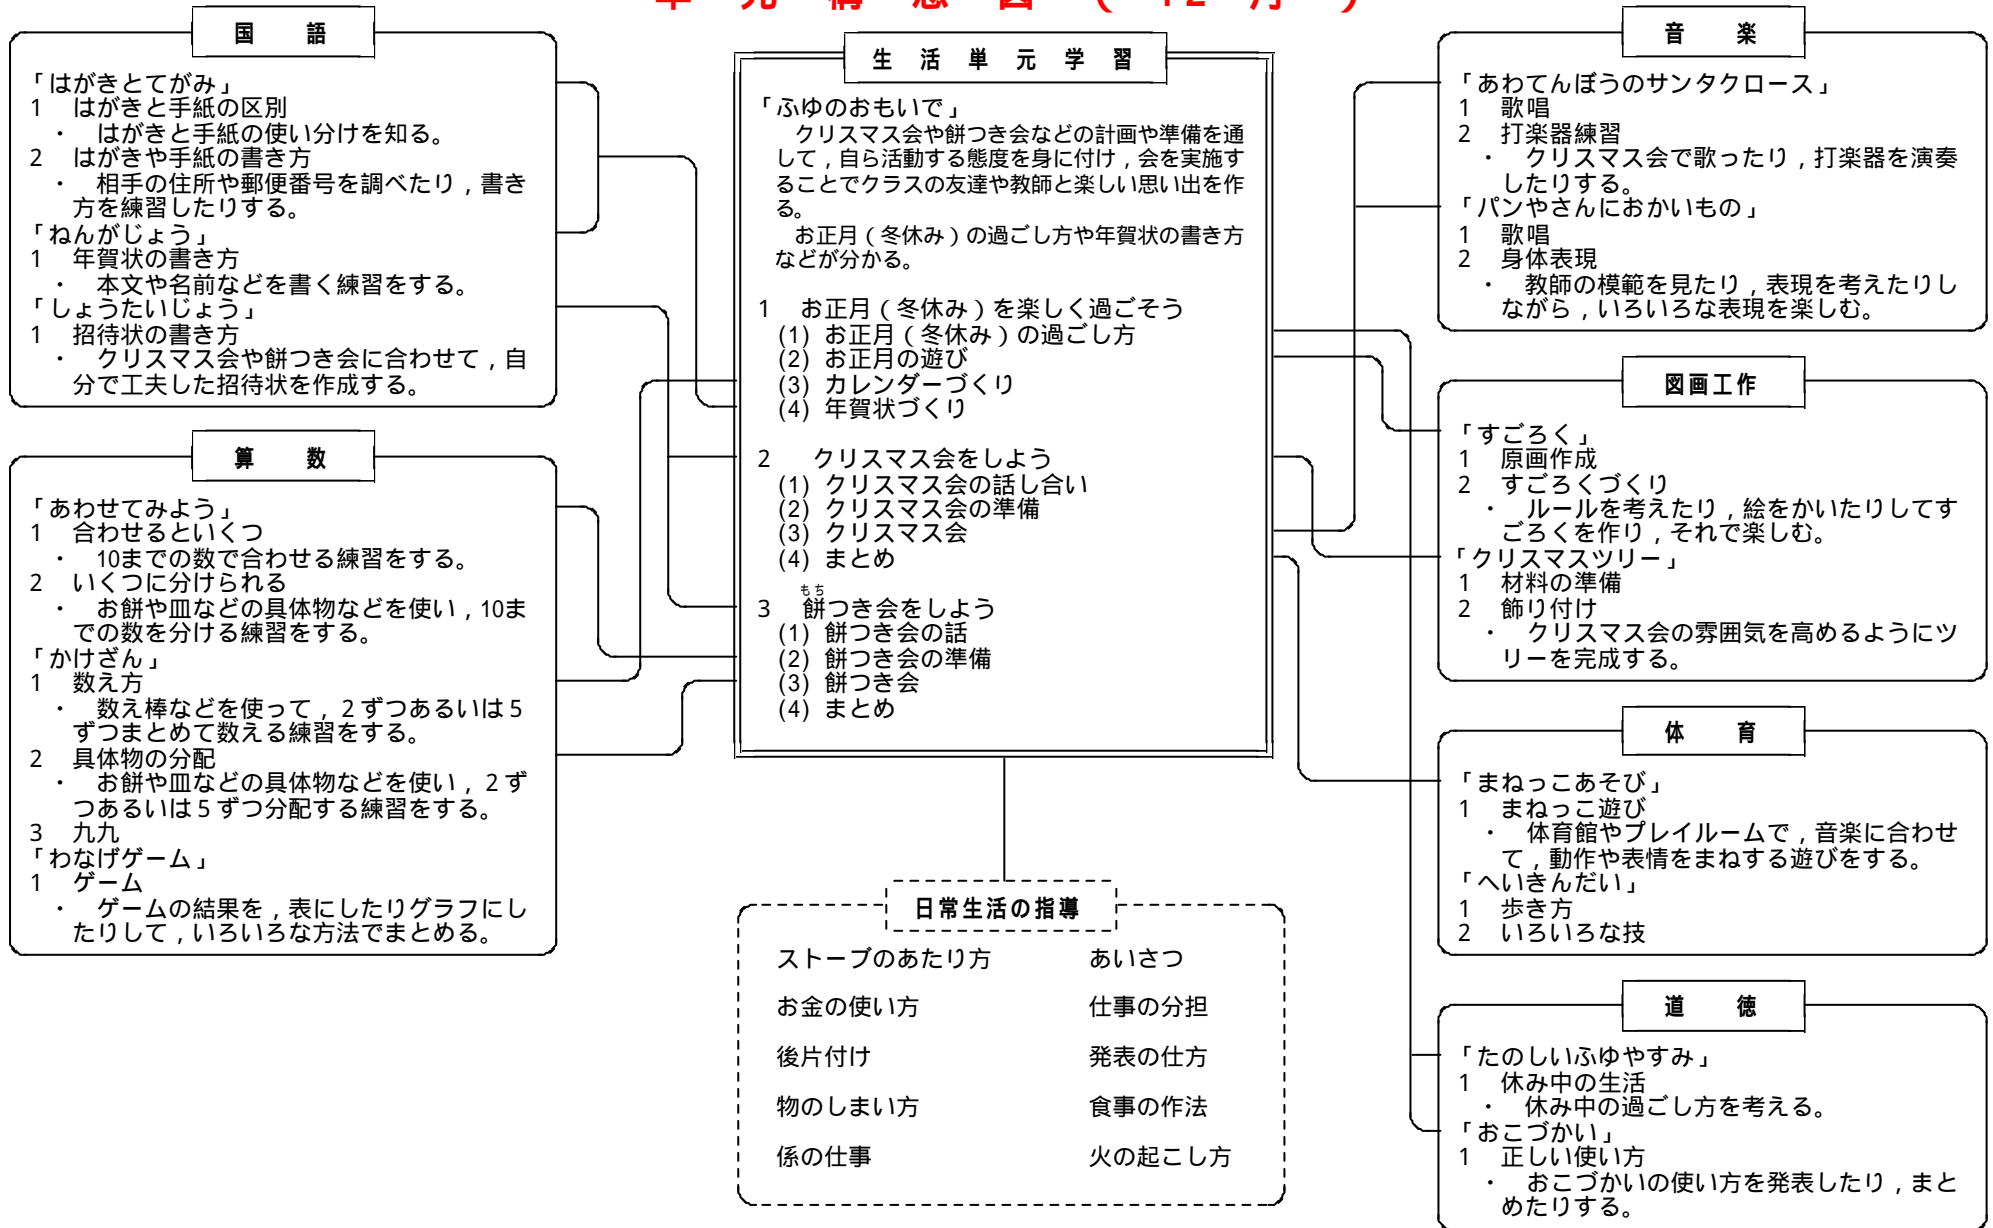 単元構想図(12月)
国語
「はがきとてがみ」
1 はがきと手紙の区別
・ はがきと手紙の使い分けを知る。
2 はがきや手紙の書き方
・ 相手の住所や郵便番号を調べたり，書き
方を練習したりする。
「ねんがじょう」
1 年賀状の書き方
・ 本文や名前などを書く練習をする。
「しょうたいじょう」
1 招待状の書き方
・ クリスマス会や餅つき会に合わせて，自
分で工夫した招待状を作成する。
算数
「あわせてみよう」
1 合わせるといくつ
・ 10までの数で合わせる練習をする。
2 いくつに分けられる
・ お餅や皿などの具体物などを使い，10ま
での数を分ける練習をする。
「かけざん」
1 数え方
・ 数え棒などを使って，２ずつあるいは５
ずつまとめて数える練習をする。
2 具体物の分配
・ お餅や皿などの具体物などを使い，２ず
つあるいは５ずつ分配する練習をする。
3 九九
「わなげゲーム」
1 ゲーム
・ ゲームの結果を，表にしたりグラフにし
たりして，いろいろな方法でまとめる。
生活単元学習
「ふゆのおもいで」
クリスマス会や餅つき会などの計画や準備を通
して，自ら活動する態度を身に付け，会を実施す
ることでクラスの友達や教師と楽しい思い出を作
る。
お正月（冬休み）の過ごし方や年賀状の書き方
などが分かる。
1 お正月（冬休み）を楽しく過ごそう
(1) お正月（冬休み）の過ごし方
(2) お正月の遊び
(3) カレンダーづくり
(4) 年賀状づくり
2 クリスマス会をしよう
(1) クリスマス会の話し合い
(2) クリスマス会の準備
(3) クリスマス会
(4) まとめ
もち
3 餅つき会をしよう
(1) 餅つき会の話
(2) 餅つき会の準備
(3) 餅つき会
(4) まとめ
日常生活の指導
ストーブのあたり方 あいさつ
お金の使い方 仕事の分担
後片付け 発表の仕方
物のしまい方 食事の作法
係の仕事 火の起こし方
音楽
「あわてんぼうのサンタクロース」
1 歌唱
2 打楽器練習
・ クリスマス会で歌ったり，打楽器を演奏
したりする。
「パンやさんにおかいもの」
1 歌唱
2 身体表現
・ 教師の模範を見たり，表現を考えたりし
ながら，いろいろな表現を楽しむ。
図画工作
「すごろく」
1 原画作成
2 すごろくづくり
・ ルールを考えたり，絵をかいたりしてす
ごろくを作り，それで楽しむ。
「クリスマスツリー」
1 材料の準備
2 飾り付け
・ クリスマス会の雰囲気を高めるようにツ
リーを完成する。
体育
「まねっこあそび」
1 まねっこ遊び
・ 体育館やプレイルームで，音楽に合わせ
て，動作や表情をまねする遊びをする。
「へいきんだい」
1 歩き方
2 いろいろな技
道徳
「たのしいふゆやすみ」
1 休み中の生活
・ 休み中の過ごし方を考える。
「おこづかい」
1 正しい使い方
・ おこづかいの使い方を発表したり，まと
めたりする。